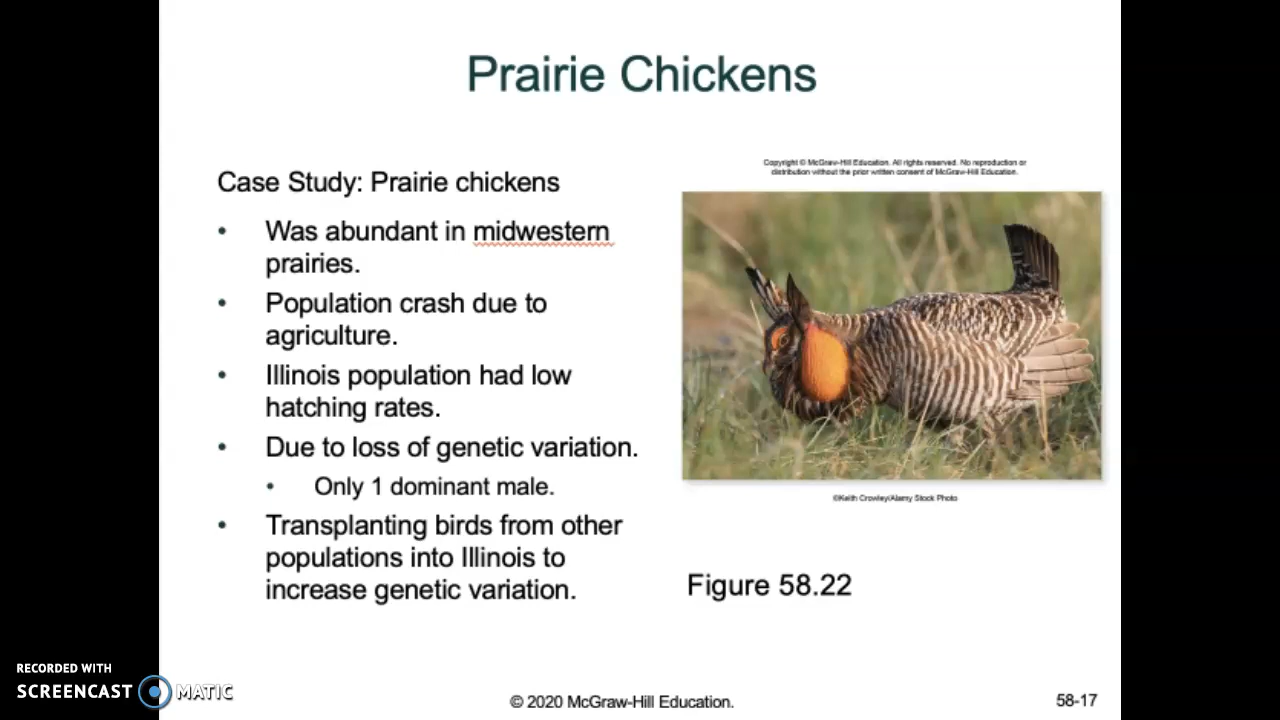 Prairie Chickens
Case Study: Prairie chickens
• Was abundant in midwestern
prairies.
• Population crash due to
agriculture.
• Illinois population had low
hatching rates.
• Due to loss of genetic variation.
• Only 1 dominant male.
• Transplanting birds from other
populations into Illinois to
increase genetic variation.
Copyright © McGraw-Hill Education. All rights reserved. No reproduction or
distribution without the prior written consent of McGraw-Hill Education.
©Keith Crowley/Alamy Stock Photo
Figure 58.22
RECORDED WITH
SCREENCAST MATIC
© 2020 McGraw-Hill Education.
58-17